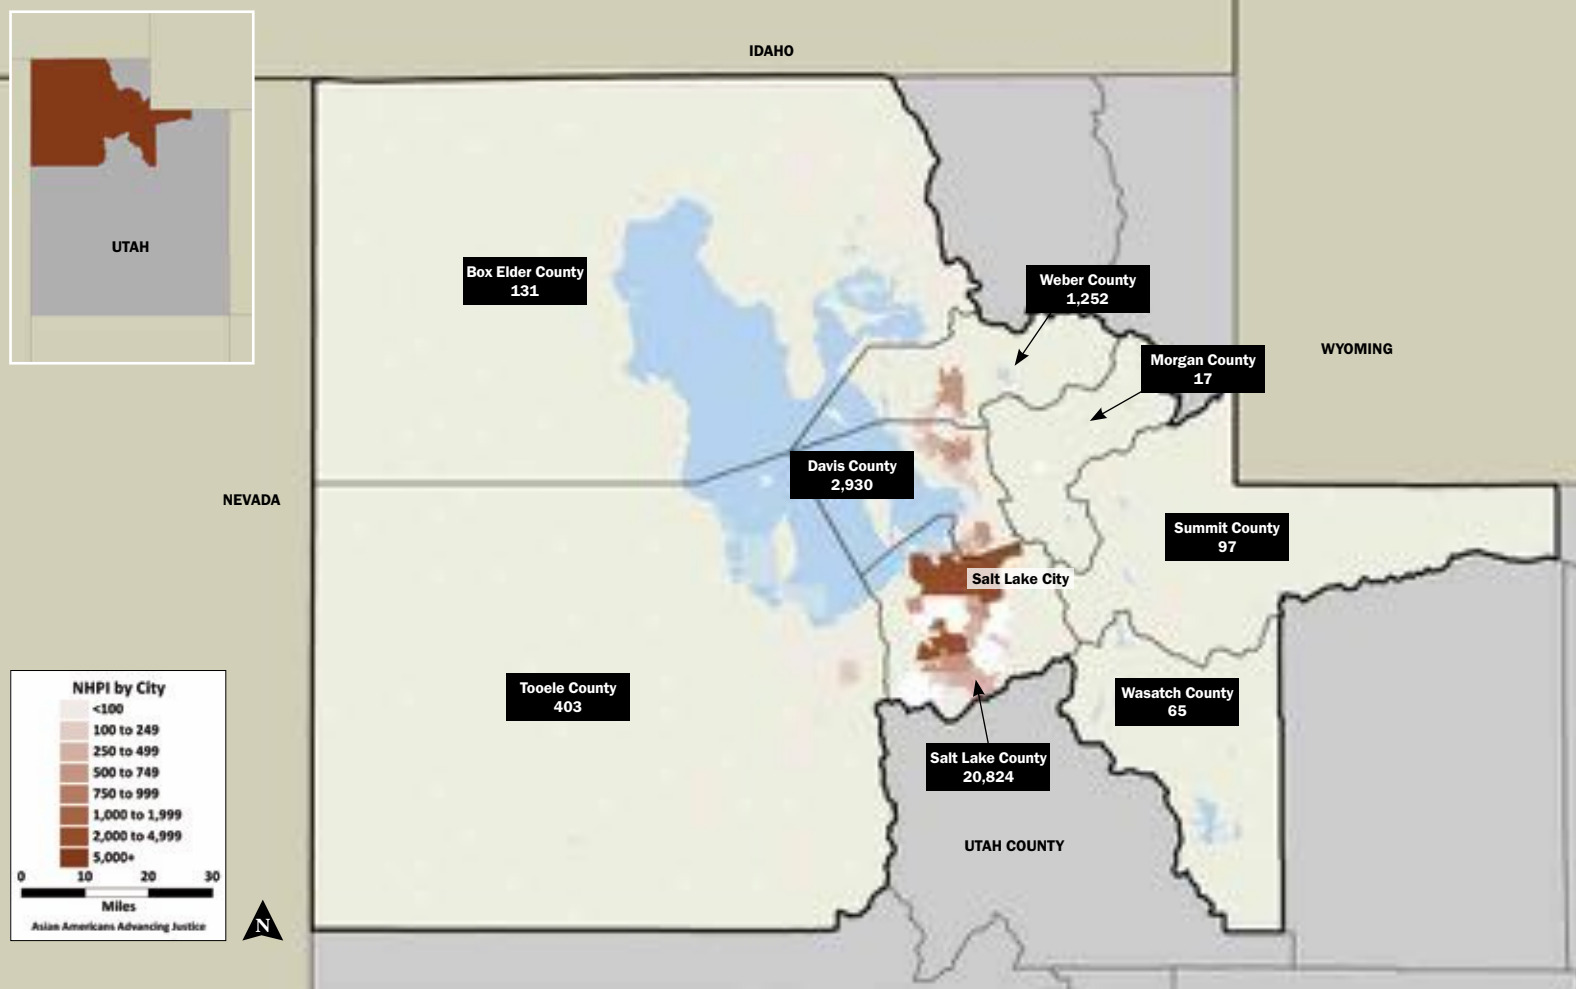 IDAHO
UTAH
Box Elder County
131
Weber County
1,252
WYOMING
Morgan County
17
Davis County
2,930
NEVADA
Summit County
97
Salt Lake City
Tooele County
403
Wasatch County
65
Salt Lake County
20,824
UTAH COUNTY
NHPI by City
<100
100 to 249
250 to 499
500 to 749
750 to 999
1,000 to 1,999
2,000 to 4,999
5,000+
0 10 20 30
Miles
Asian Americans Advancing Justice
N